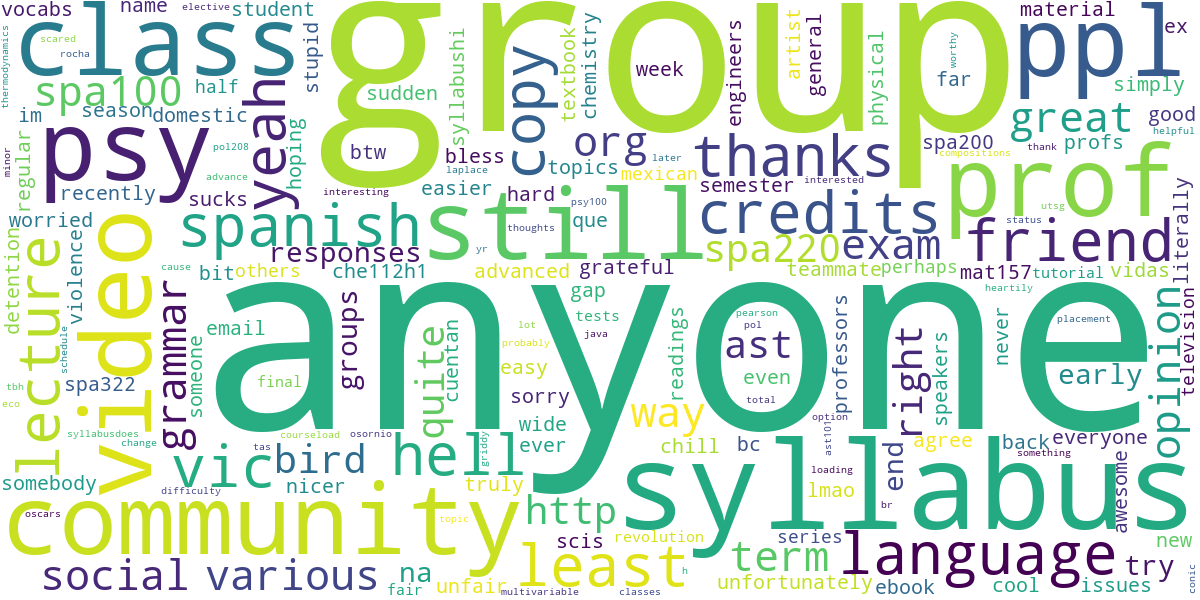 vocabs
name
elective
student
group
material
ex
scared
class
ppl
rocha
thermodynamics
stupid
copy
syllabushi
textbook
chemistry
week
engineers
artist
general
physical
far
worthy
simply
spa100
half
yeah
sudden
im
season
domestic
org
great
good
helpful
psy
pol208
hoping
btw
bless
topics
later
thanks
spa200
profs
minor
regular
advance
interesting
laplace
easier
mexican
compositions
thank
prof
recently
sucks
hard
psy100
semester
interested
utsg
literally
worried
spanish
still
que
credits
status
friend
thoughts
responses
yr
spa220
exam
detention
lecture
violence
video
cause
bit
others
che112h1
advanced
grateful
teammate
perhaps
mat157
tutorial
vidas
heartily
television
grammar
anyone
gap
groups
email
tests
java
lot
probably
readings
pearson
pol
ast
professors
right
speakers
never
placement
opinion
schedule
someone
quite
cuentan
easy
even
early
tbh
spa322
final
sorry
total
eco
way
option
wide
syllabusdoes
change
tas
courseload
osornio
griddy
ever
chill
bc
ast101
end
agree
back
everyone
something
vic
bird
hell
syllabus
loading
awesome
somebody
nicer
truly
lmao
difficulty
oscars
community
topic
http
br
scis
revolution
series
new
social
various
na
least
term
language
try
fair
unfair
multivariable
classes
h
unfortunately
ebook
cool
issues
conic